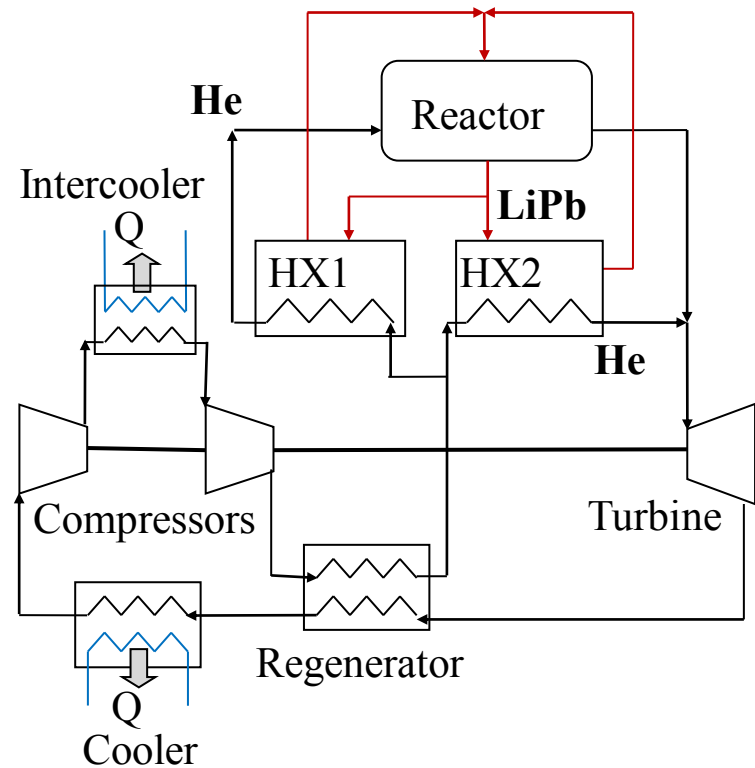 He
Reactor
Intercooler
Q
LiPb
HX1
HX2
He
Compressors
Turbine
Regenerator
Q
Cooler